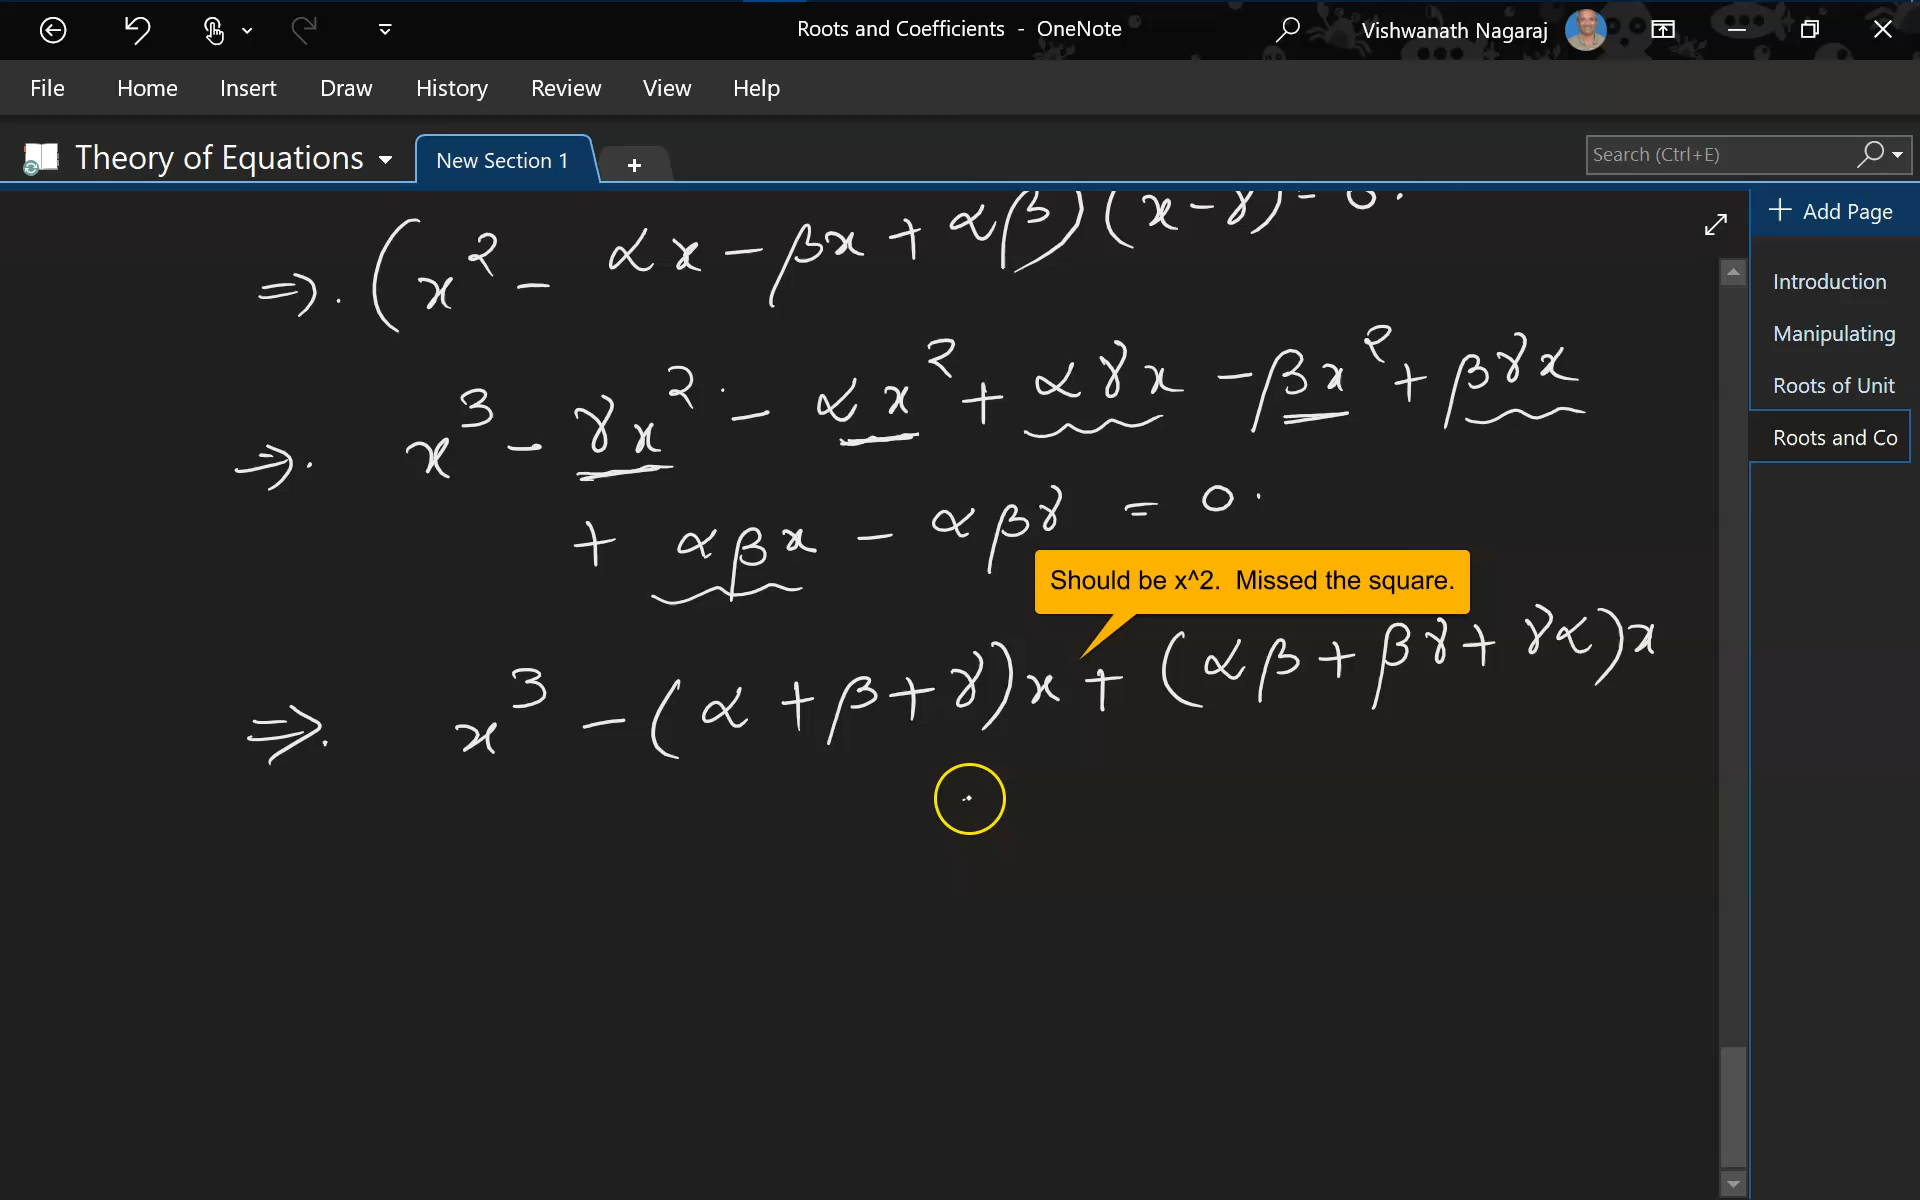 Roots and Coefficients - OneNote
Vishwanath Nagaraj
File Home Insert Draw History Review View Help
Theory of Equations
New Section 1
+
Search (Ctrl+E)
Add Page
Introduction
Manipulating
Roots of Unit
Roots and Co
⇒. (x² - αx - βx + αβ)(x-γ) = 0.
⇒. x³ - γx² - αx² + αγx - βx² + βγx
+ αβx - αβγ = 0.
Should be x^2. Missed the square.
⇒. x³ - (α + β + γ)x + (αβ + βγ + γα)x